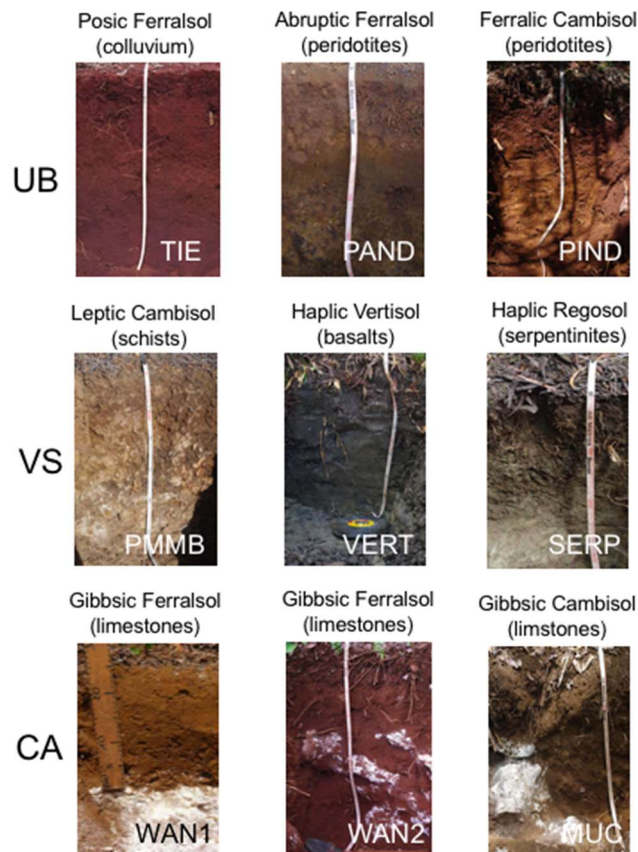 Posic Ferralsol
(colluvium)
Abruptic Ferralsol
(peridotites)
Ferralic Cambisol
(peridotites)
UB
TIE
PAND
PIND
Leptic Cambisol
(schists)
Haplic Vertisol
(basalts)
Haplic Regosol
(serpentinites)
VS
PMMB
VERT
SERP
Gibbsic Ferralsol
(limestones)
Gibbsic Ferralsol
(limestones)
Gibbsic Cambisol
(limstones)
CA
WAN1
WAN2
MUC